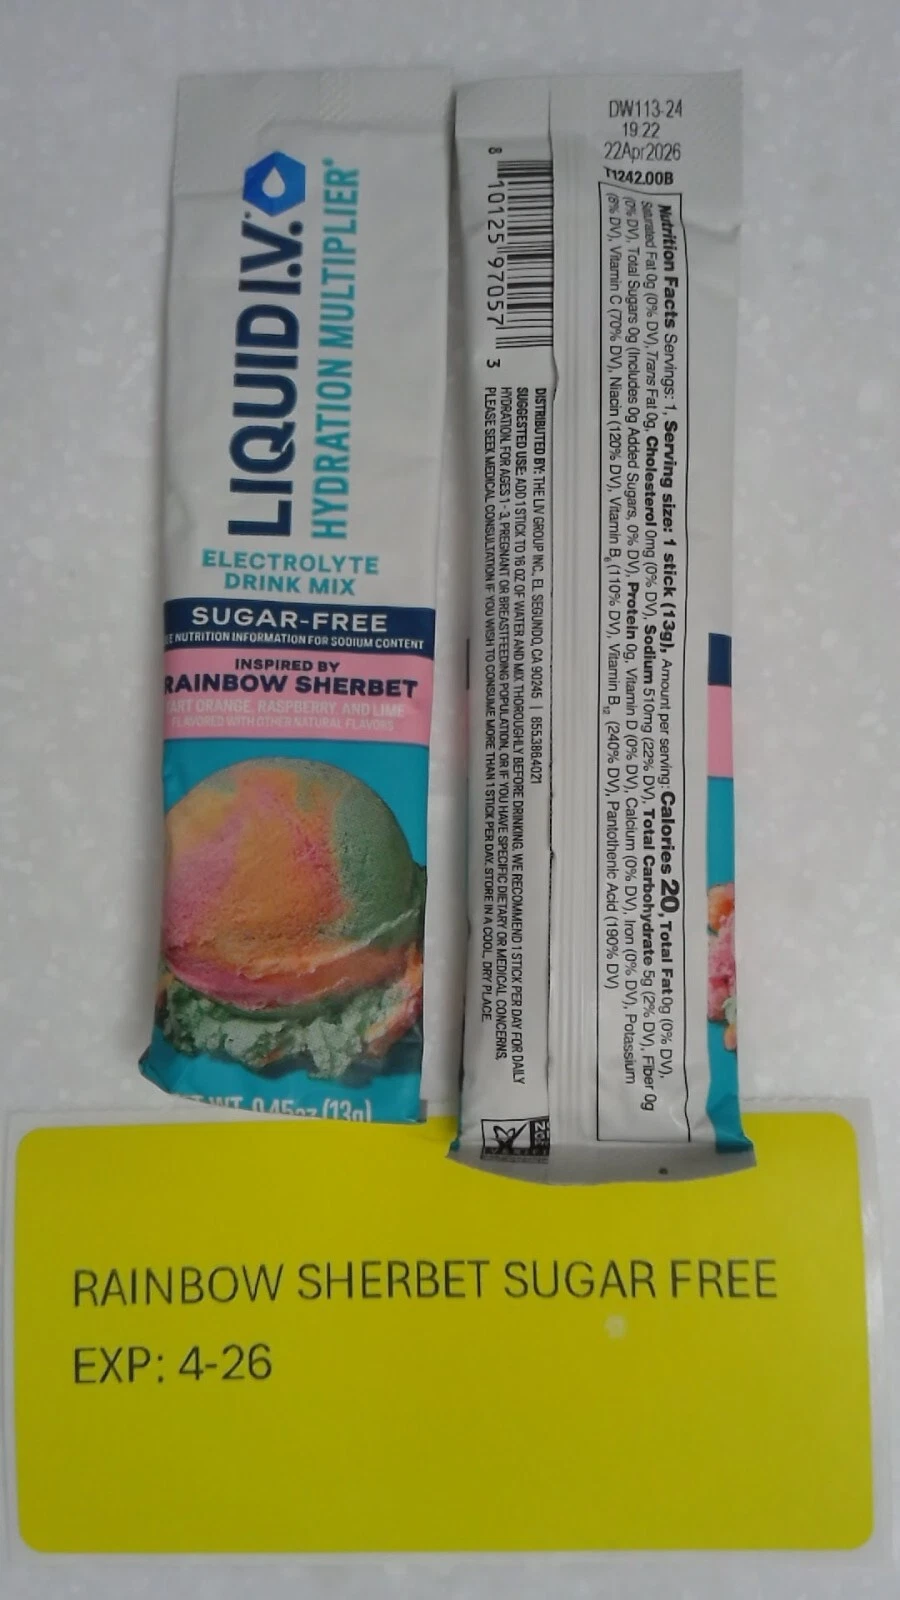 LIQUID I.V.
HYDRATION MULTIPLIER
ELECTROLYTE
DRINK MIX
SUGAR-FREE
NUTRITION INFORMATION FOR SODIUM CONTENT
INSPIRED BY
RAINBOW SHERBET
TART ORANGE, RASPBERRY, AND LIME
FLAVORED WITH OTHER NATURAL FLAVORS
WT. 0.45oz (13g)
DW113-24
19:22
22Apr2026
242.00B
Nutrition Facts Servings: 1, Serving size: 1 stick (13g), Amount per serving: Calories 20, Total Fat 0g (0% DV),
Saturated Fat 0g (0% DV), Trans Fat 0g, Cholesterol 0mg (0% DV), Sodium 510mg (22% DV), Total Carbohydrate 5g (2% DV), Fiber 0g
(0% DV), Total Sugars 0g (Includes 0g Added Sugars, 0% DV), Protein 0g, Vitamin D (0% DV), Calcium (0% DV), Iron (0% DV), Potassium
(8% DV), Vitamin C (70% DV), Niacin (120% DV), Vitamin B6 (110% DV), Vitamin B12 (240% DV), Pantothenic Acid (190% DV)
8 10125 97057 3
DISTRIBUTED BY: THE LIV GROUP INC., EL SEGUNDO, CA 90245 | 855.386.4021
SUGGESTED USE: ADD 1 STICK TO 16 OZ OF WATER AND MIX THOROUGHLY BEFORE DRINKING. WE RECOMMEND 1 STICK PER DAY FOR DAILY
HYDRATION. FOR AGES 1-3, PREGNANT OR BREASTFEEDING POPULATION, OR IF YOU HAVE SPECIFIC DIETARY OR MEDICAL CONCERNS,
PLEASE SEEK MEDICAL CONSULTATION IF YOU WISH TO CONSUME MORE THAN 1 STICK PER DAY. STORE IN A COOL, DRY PLACE.
RAINBOW SHERBET SUGAR FREE
EXP: 4-26